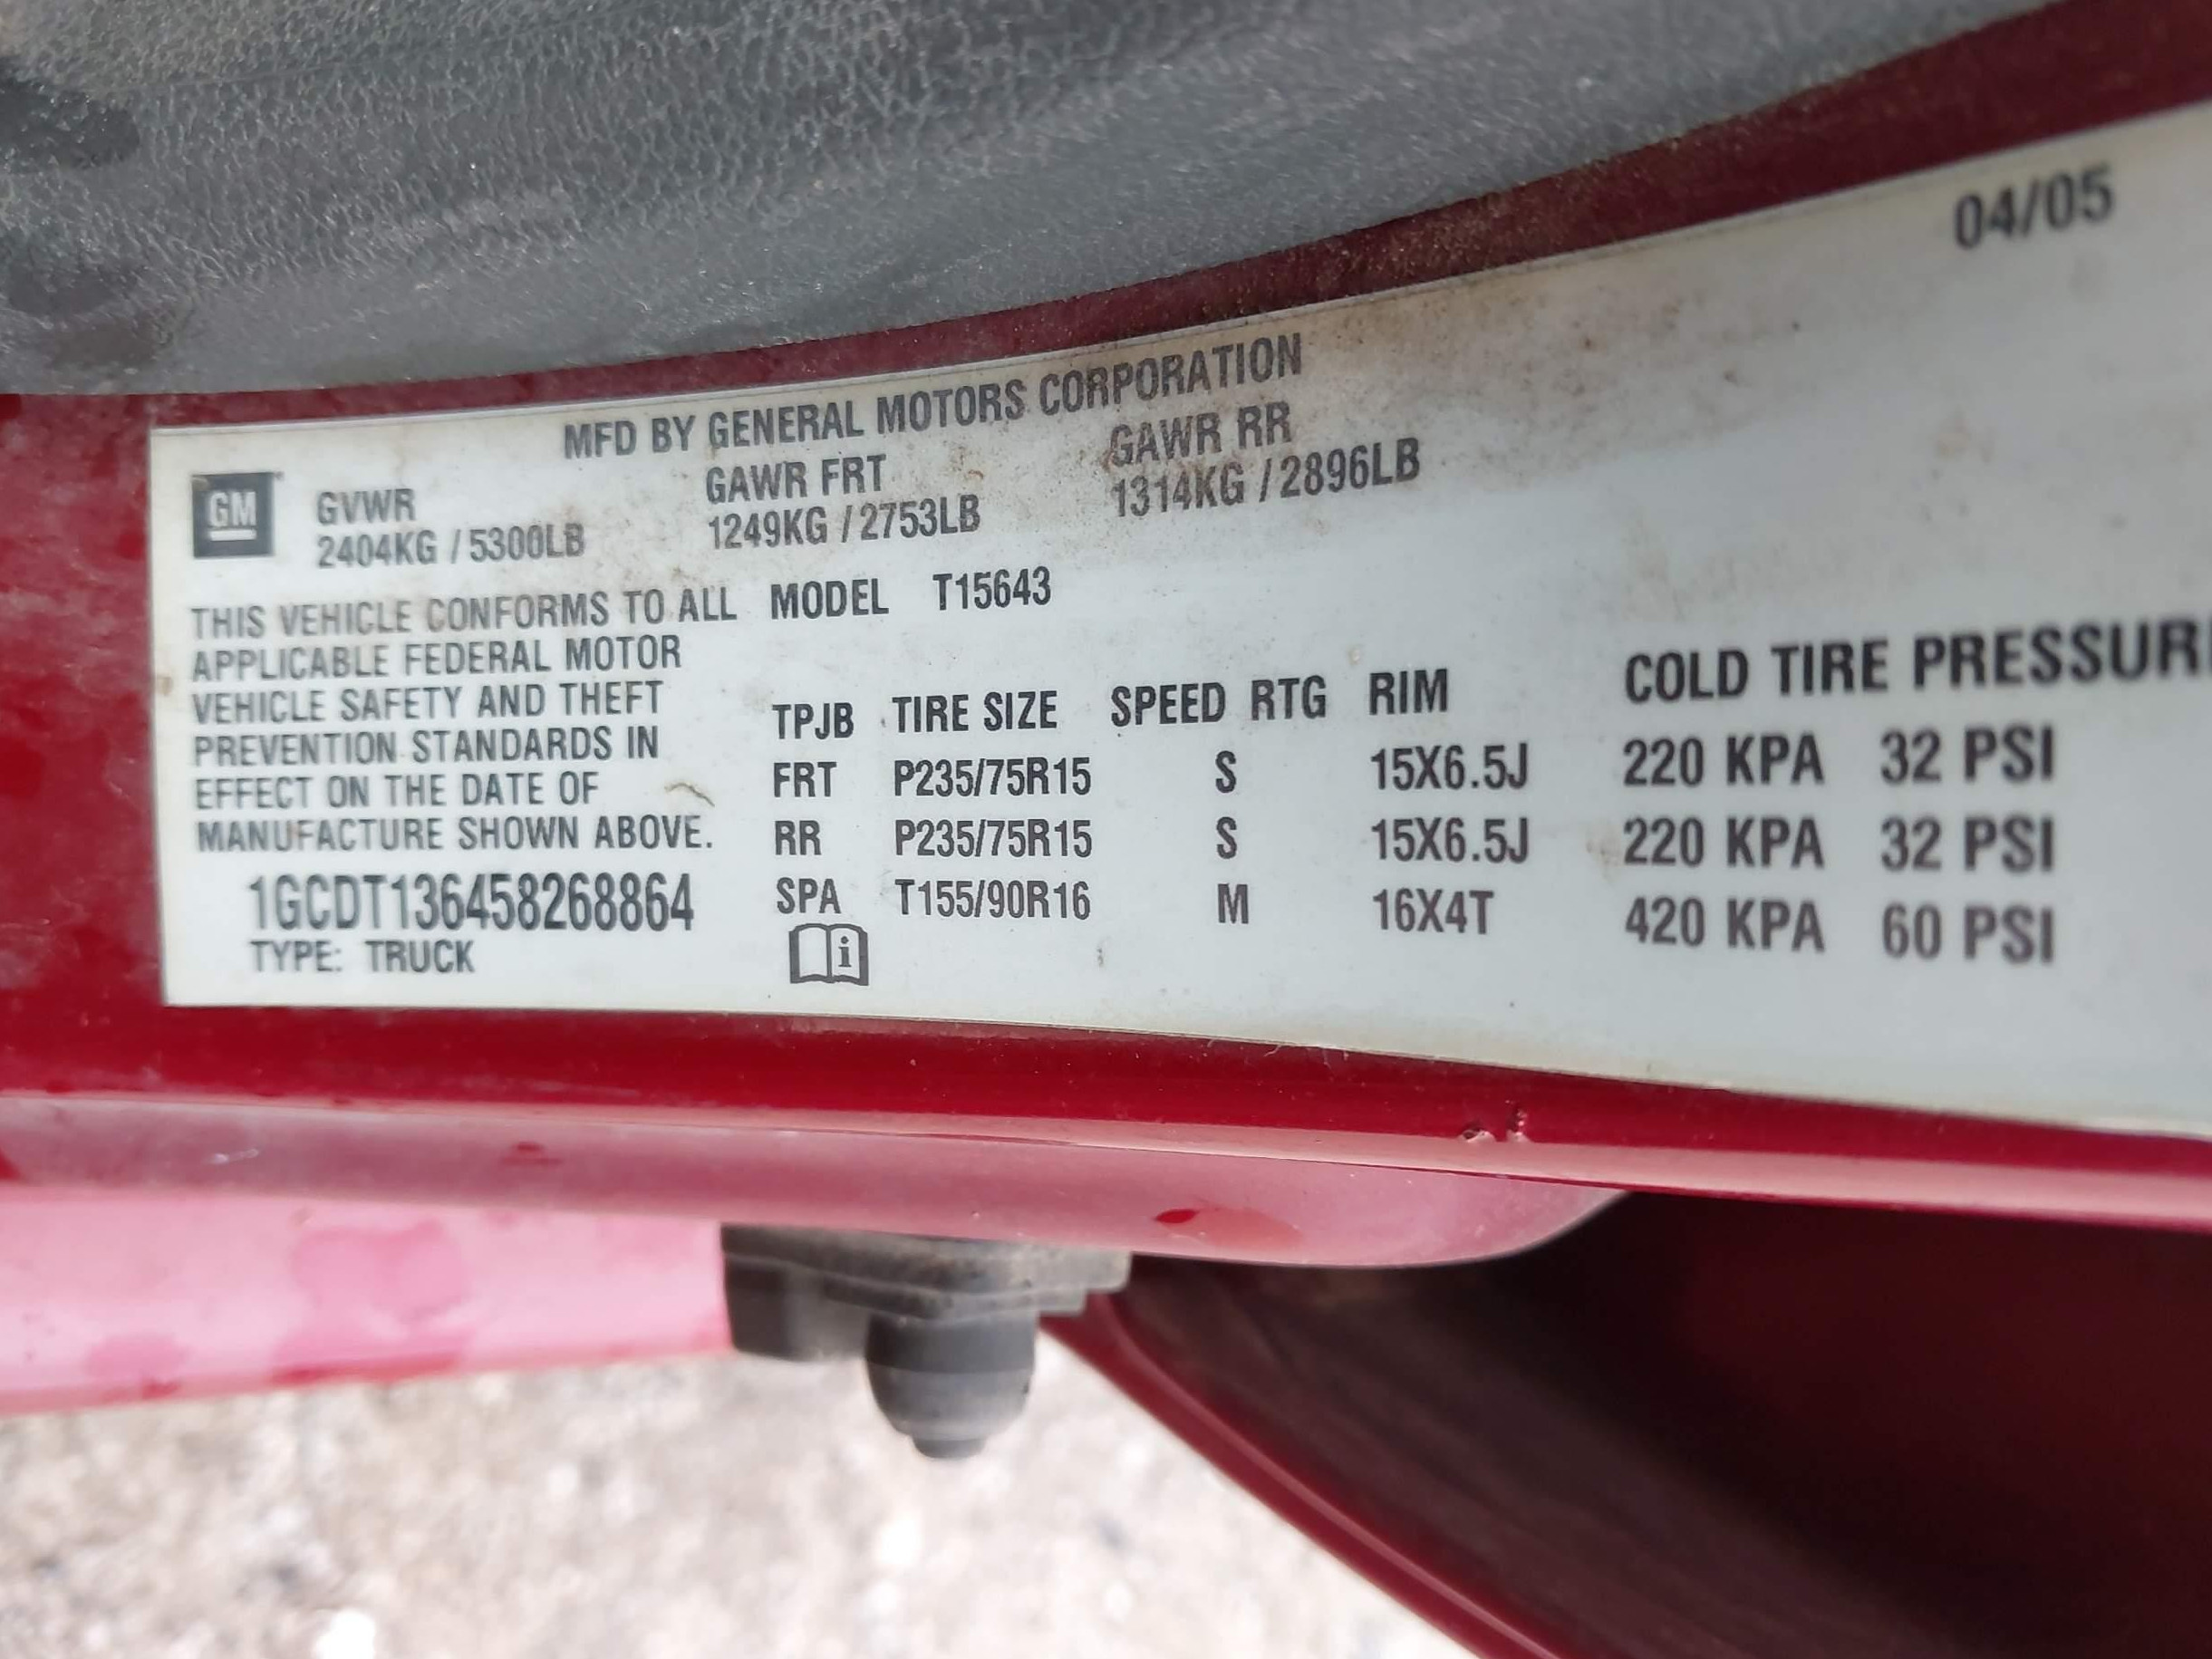 04/05
MFD BY GENERAL MOTORS CORPORATION
GM GVWR GAWR FRT GAWR RR
2404KG / 5300LB 1249KG / 2753LB 1314KG / 2896LB
THIS VEHICLE CONFORMS TO ALL MODEL T15643
APPLICABLE FEDERAL MOTOR
VEHICLE SAFETY AND THEFT
PREVENTION STANDARDS IN
EFFECT ON THE DATE OF
MANUFACTURE SHOWN ABOVE.
1GCDT136458268864
TYPE: TRUCK
TPJB TIRE SIZE SPEED RTG RIM COLD TIRE PRESSUR
FRT P235/75R15 S 15X6.5J 220 KPA 32 PSI
RR P235/75R15 S 15X6.5J 220 KPA 32 PSI
SPA T155/90R16 M 16X4T 420 KPA 60 PSI
i